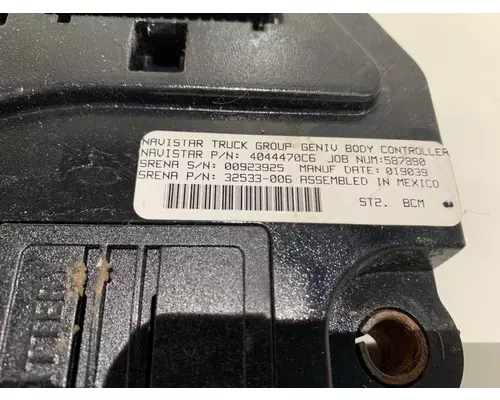 NAVISTAR TRUCK GROUP GENIV BODY CONTROLLER
NAVISTAR P/N: 4044470C6 JOB NUM:587890
SRENA S/N: 00923925 MANUF DATE: 019039
SRENA P/N: 32533-006 ASSEMBLED IN MEXICO
ST2. BCM